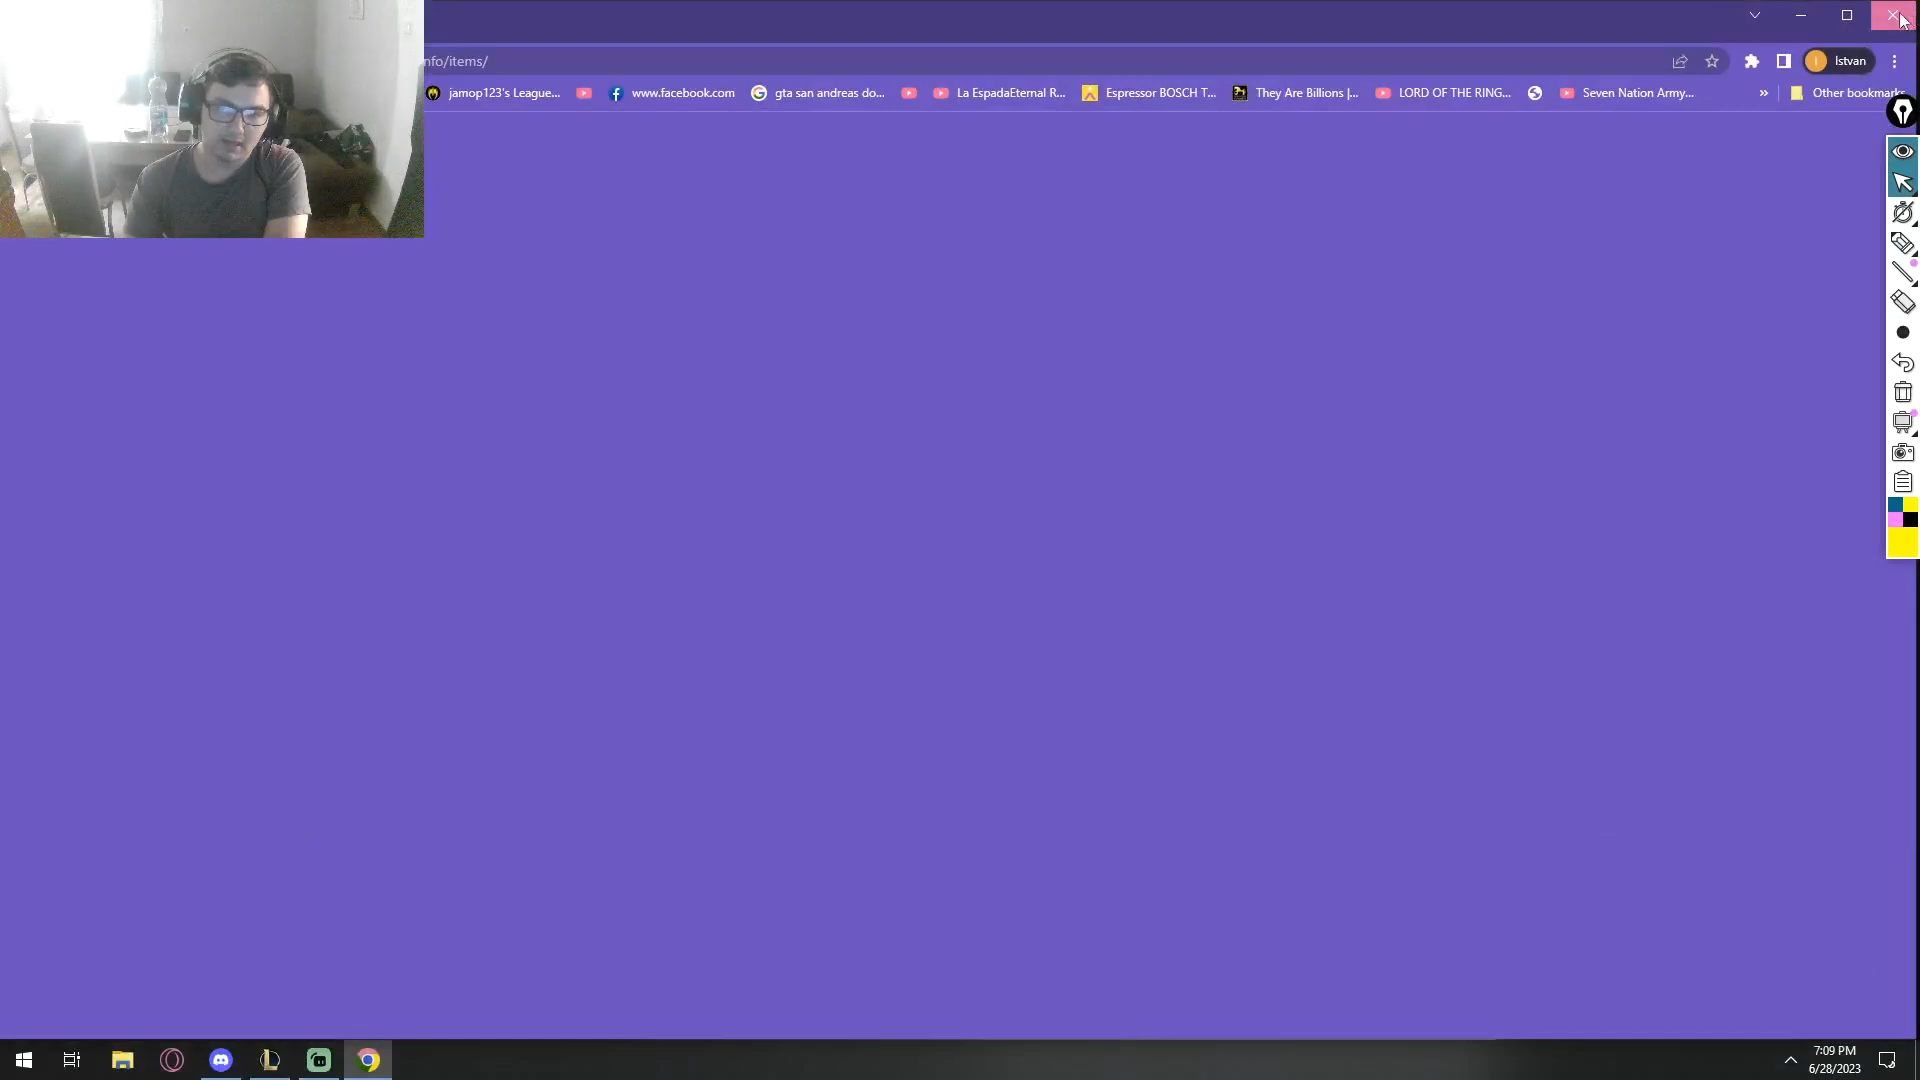 nfo/items/
Istvan
jamop123's League...
www.facebook.com
gta san andreas do...
La EspadaEternal R...
Espressor BOSCH T...
They Are Billions |...
LORD OF THE RING...
Seven Nation Army...
»
Other bookmarks
7:09 PM
6/28/2023